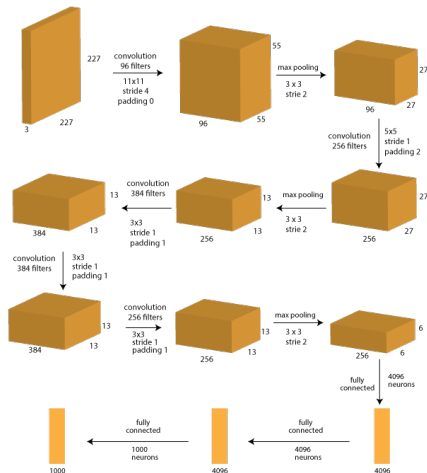 227
227
3
convolution
96 filters
11x11
stride 4
padding 0
55
55
96
max pooling
3 x 3
strie 2
27
27
96
convolution
256 filters
5x5
stride 1
padding 2
27
27
256
max pooling
3 x 3
strie 2
13
13
256
convolution
384 filters
3x3
stride 1
padding 1
13
13
384
convolution
384 filters
3x3
stride 1
padding 1
13
13
384
convolution
256 filters
3x3
stride 1
padding 1
13
13
256
max pooling
3 x 3
strie 2
6
6
256
fully
connected
4096
neurons
4096
fully
connected
4096
neurons
4096
fully
connected
1000
neurons
1000